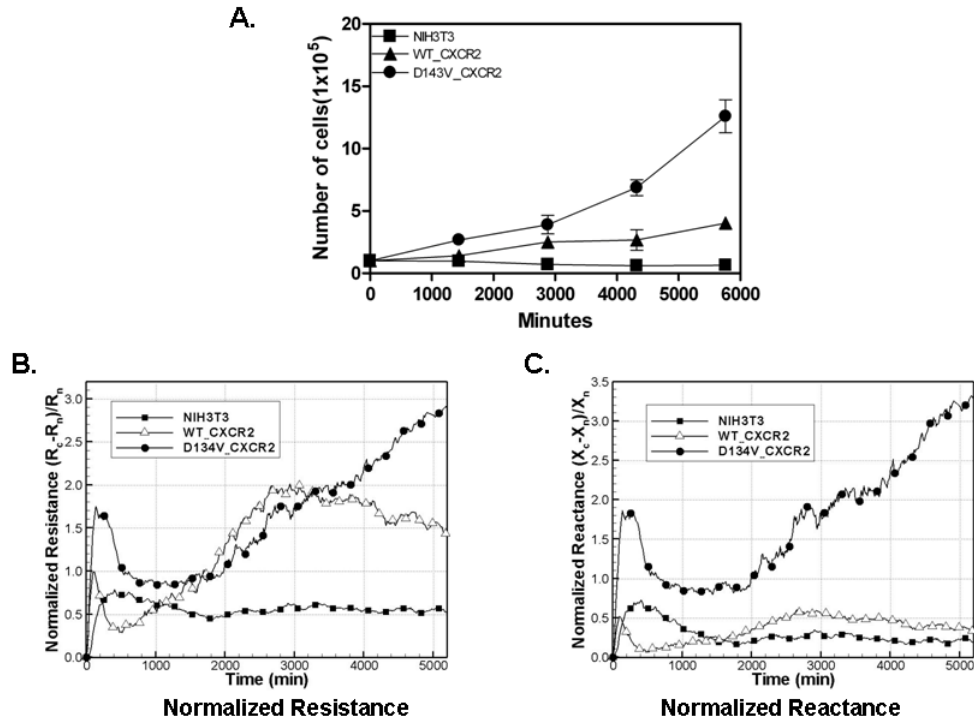 A.
20
15
10
5
0
NIH3T3
WT_CXCR2
D143V_CXCR2
Number of cells(1x10⁵)
0 1000 2000 3000 4000 5000 6000
Minutes
B.
3.0
2.5
2.0
1.5
1.0
0.5
0.0
NIH3T3
WT_CXCR2
D134V_CXCR2
Normalized Resistance (Rc-Rn)/Rn
0 1000 2000 3000 4000 5000
Time (min)
Normalized Resistance
C.
3.5
3.0
2.5
2.0
1.5
1.0
0.5
0.0
NIH3T3
WT_CXCR2
D134V_CXCR2
Normalized Reactance (Xc-Xn)/Xn
0 1000 2000 3000 4000 5000
Time (min)
Normalized Reactance